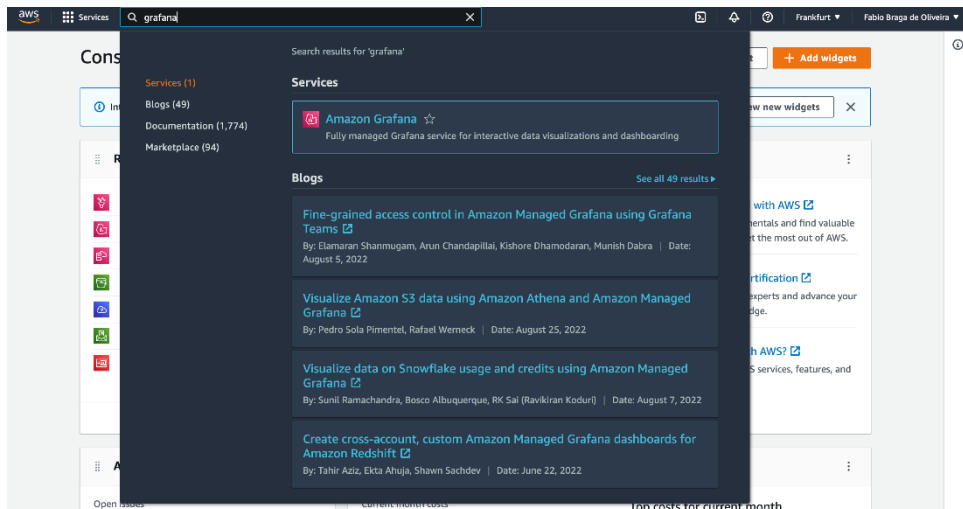 aws
Services
grafana
Frankfurt
Fabio Braga de Oliveira
Cons
Add widgets
Search results for 'grafana'
Services (1)
Blogs (49)
Documentation (1,774)
Marketplace (94)
Services
Amazon Grafana
Fully managed Grafana service for interactive data visualizations and dashboarding
new widgets
Blogs
See all 49 results
Fine-grained access control in Amazon Managed Grafana using Grafana
Teams
By: Elamaran Shanmugam, Arun Chandapillai, Kishore Dhamodaran, Munish Dabra | Date:
August 5, 2022
Visualize Amazon S3 data using Amazon Athena and Amazon Managed
Grafana
By: Pedro Sola Pimentel, Rafael Werneck | Date: August 25, 2022
Visualize data on Snowflake usage and credits using Amazon Managed
Grafana
By: Sunil Ramachandra, Bosco Albuquerque, RK Sai (Ravikiran Koduri) | Date: August 7, 2022
Create cross-account, custom Amazon Managed Grafana dashboards for
Amazon Redshift
By: Tahir Aziz, Ekta Ahuja, Shawn Sachdev | Date: June 22, 2022
with AWS
and find valuable
the most out of AWS.
experts and advance your
AWS?
services, features, and
Open issues
Current month costs
Top costs for current month